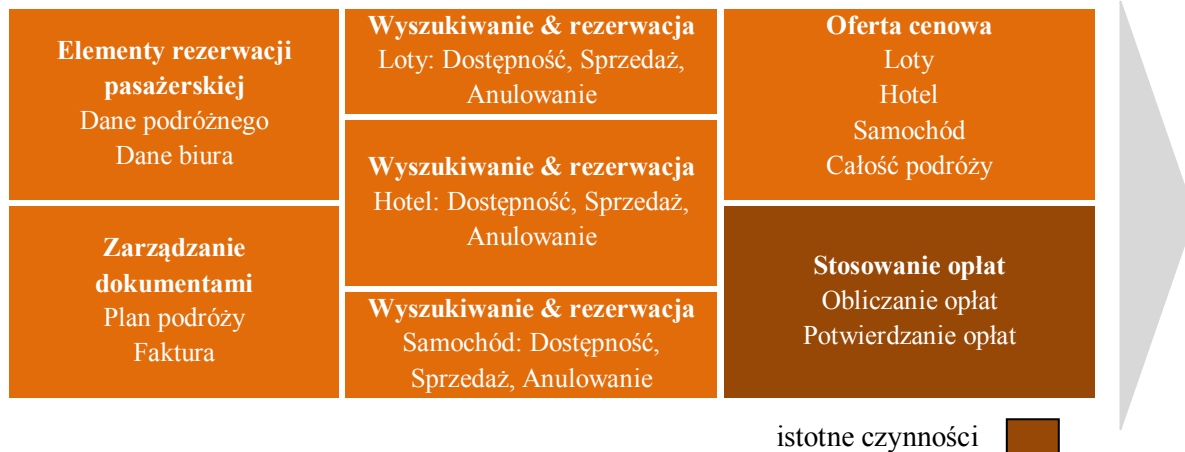 Elementy rezerwacji
pasażerskiej
Dane podróżnego
Dane biura
Zarządzanie
dokumentami
Plan podróży
Faktura
Wyszukiwanie & rezerwacja
Loty: Dostępność, Sprzedaż,
Anulowanie
Wyszukiwanie & rezerwacja
Hotel: Dostępność, Sprzedaż,
Anulowanie
Wyszukiwanie & rezerwacja
Samochód: Dostępność,
Sprzedaż, Anulowanie
Oferta cenowa
Loty
Hotel
Samochód
Całość podróży
Stosowanie opłat
Obliczanie opłat
Potwierdzanie opłat
istotne czynności